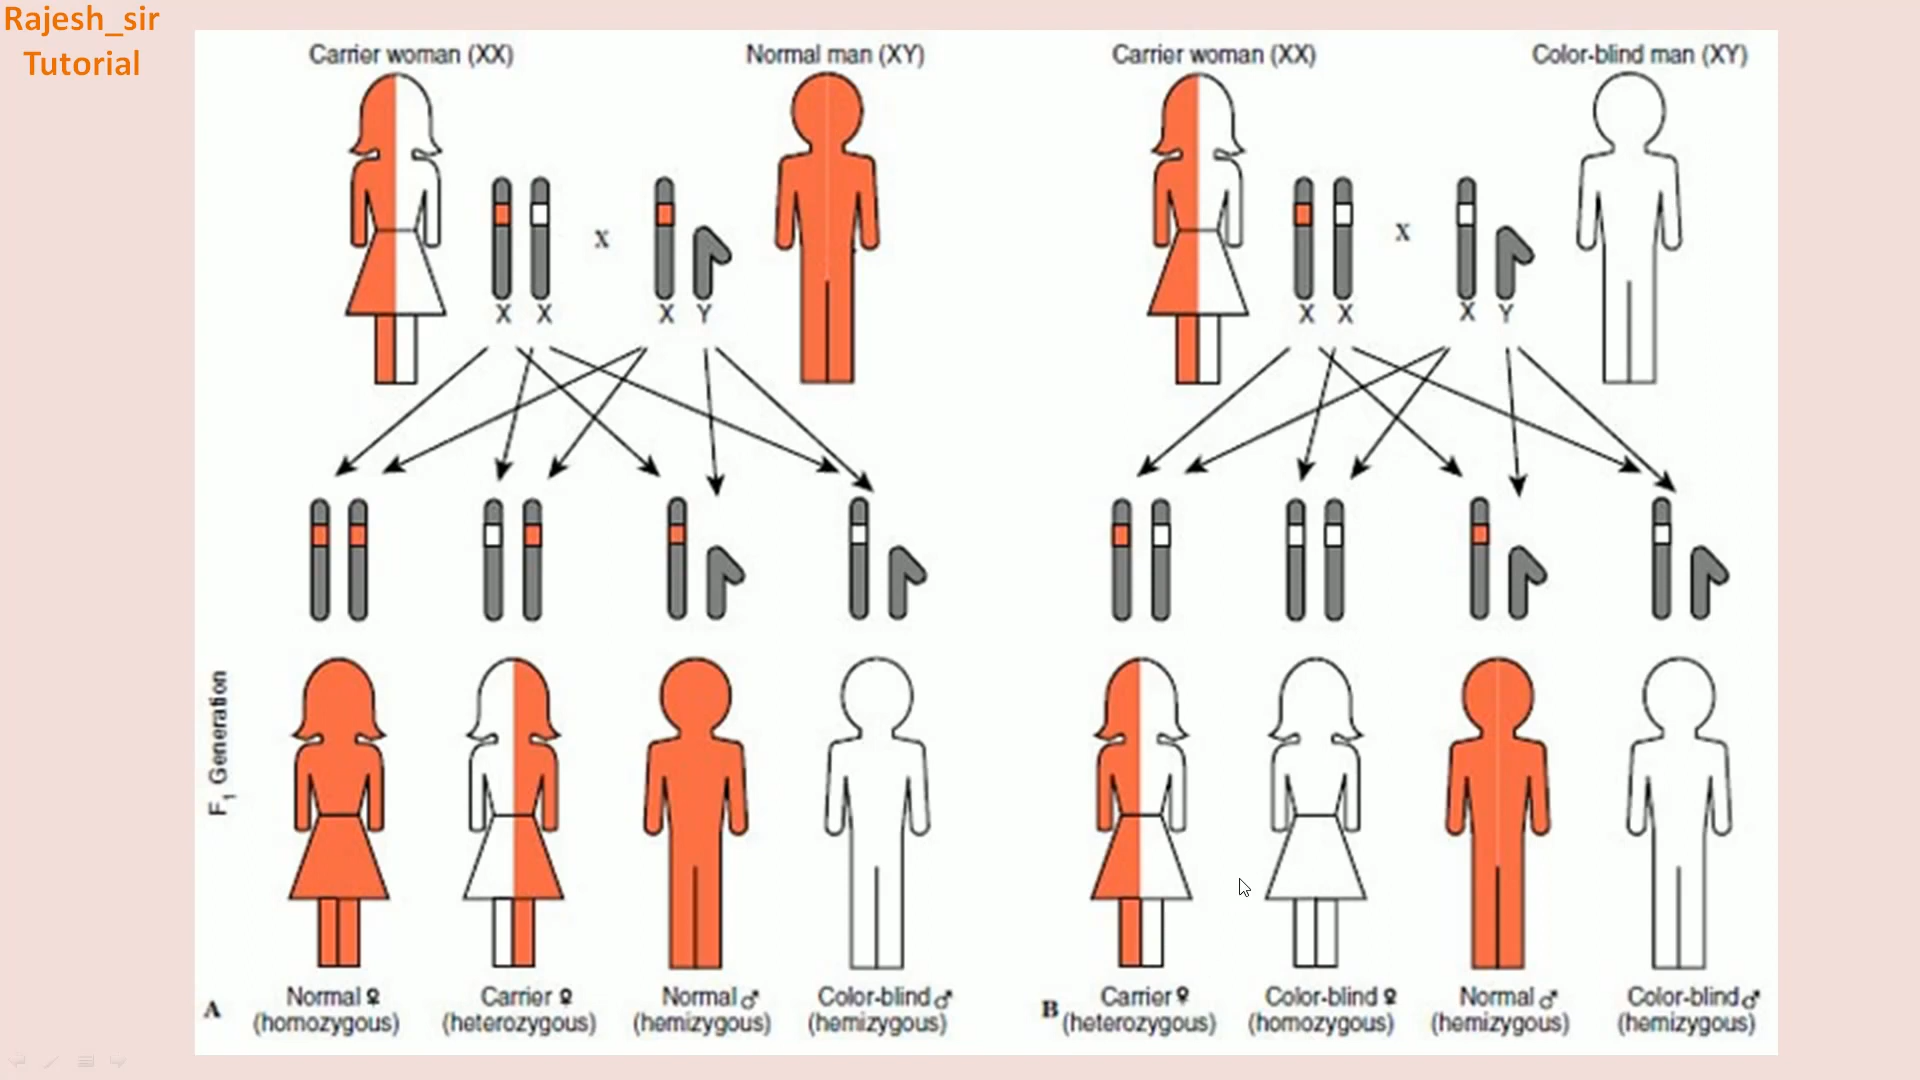 Rajesh_sir
Tutorial
Carrier woman (XX)
Normal man (XY)
X
X X
X Y
F1 Generation
Normal ♀
(homozygous)
Carrier ♀
(heterozygous)
Normal ♂
(hemizygous)
Color-blind ♂
(hemizygous)
A
Carrier woman (XX)
Color-blind man (XY)
X
X X
X Y
B
Carrier ♀
(heterozygous)
Color-blind ♀
(homozygous)
Normal ♂
(hemizygous)
Color-blind ♂
(hemizygous)